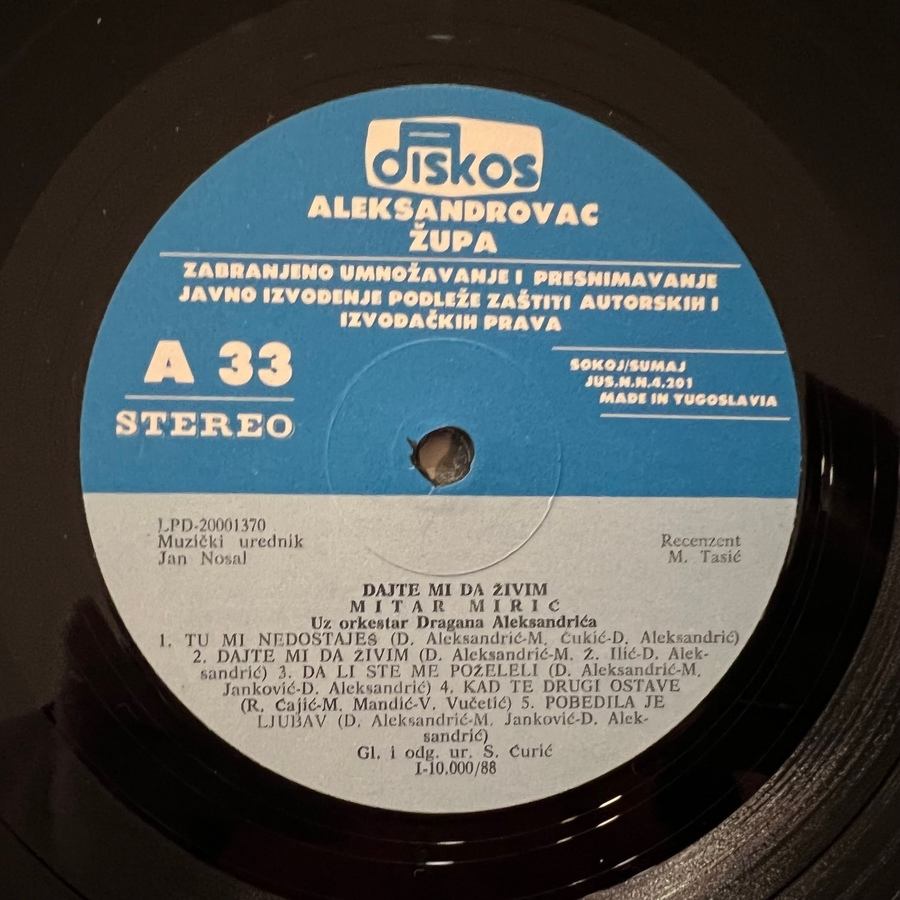 dISKOS
ALEKSANDROVAC
ŽUPA
ZABRANJENO UMNOŽAVANJE I PRESNIMAVANJE
JAVNO IZVOĐENJE PODLEŽE ZAŠTITI AUTORSKIH I
IZVOĐAČKIH PRAVA
A 33
STEREO
SOKOJ/SUMAJ
JUS.N.N.4.201
MADE IN YUGOSLAVIA
LPD-20001370
Muzički urednik
Jan Nosal
Recenzent
M. Tasić
DAJTE MI DA ŽIVIM
MITAR MIRIĆ
Uz orkestar Dragana Aleksandrića
1. TU MI NEDOSTAJEŠ (D. Aleksandrić-M. Ćukić-D. Aleksandrić)
2. DAJTE MI DA ŽIVIM (D. Aleksandrić-M. Ž. Ilić-D. Alek-
sandrić) 3. DA LI STE ME POŽELELI (D. Aleksandrić-M.
Janković-D. Aleksandrić) 4. KAD TE DRUGI OSTAVE
(R. Ćajić-M. Mandić-V. Vučetić) 5. POBEDILA JE
LJUBAV (D. Aleksandrić-M. Janković-D. Alek-
sandrić)
Gl. i odg. ur. S. Ćurić
I-10.000/88